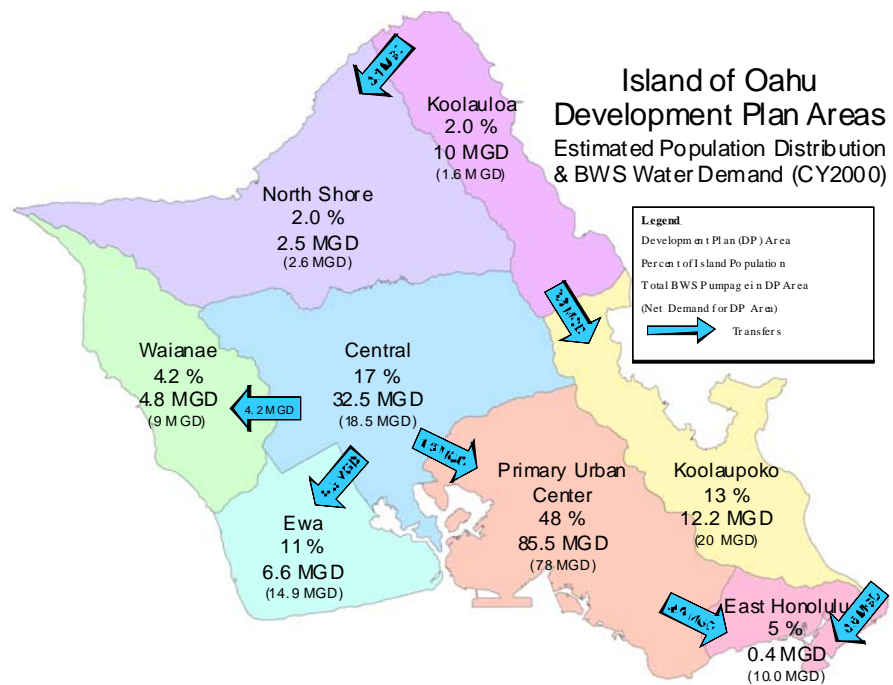 Island of Oahu
Development Plan Areas
Estimated Population Distribution
& BWS Water Demand (CY2000)
Legend
Development Plan (DP) Area
Percent of Island Population
Total BWS Pumpage in DP Area
(Net Demand for DP Area)
Transfers
Koolauloa
2.0 %
10 MGD
(1.6 MGD)
North Shore
2.0 %
2.5 MGD
(2.6 MGD)
Waianae
4.2 %
4.8 MGD
(9 MGD)
4.2 MGD
Central
17 %
32.5 MGD
(18.5 MGD)
MGD
MGD
Ewa
11 %
6.6 MGD
(14.9 MGD)
Primary Urban
Center
48 %
85.5 MGD
(78 MGD)
Koolaupoko
13 %
12.2 MGD
(20 MGD)
MGD
East Honolulu
5 %
0.4 MGD
(10.0 MGD)